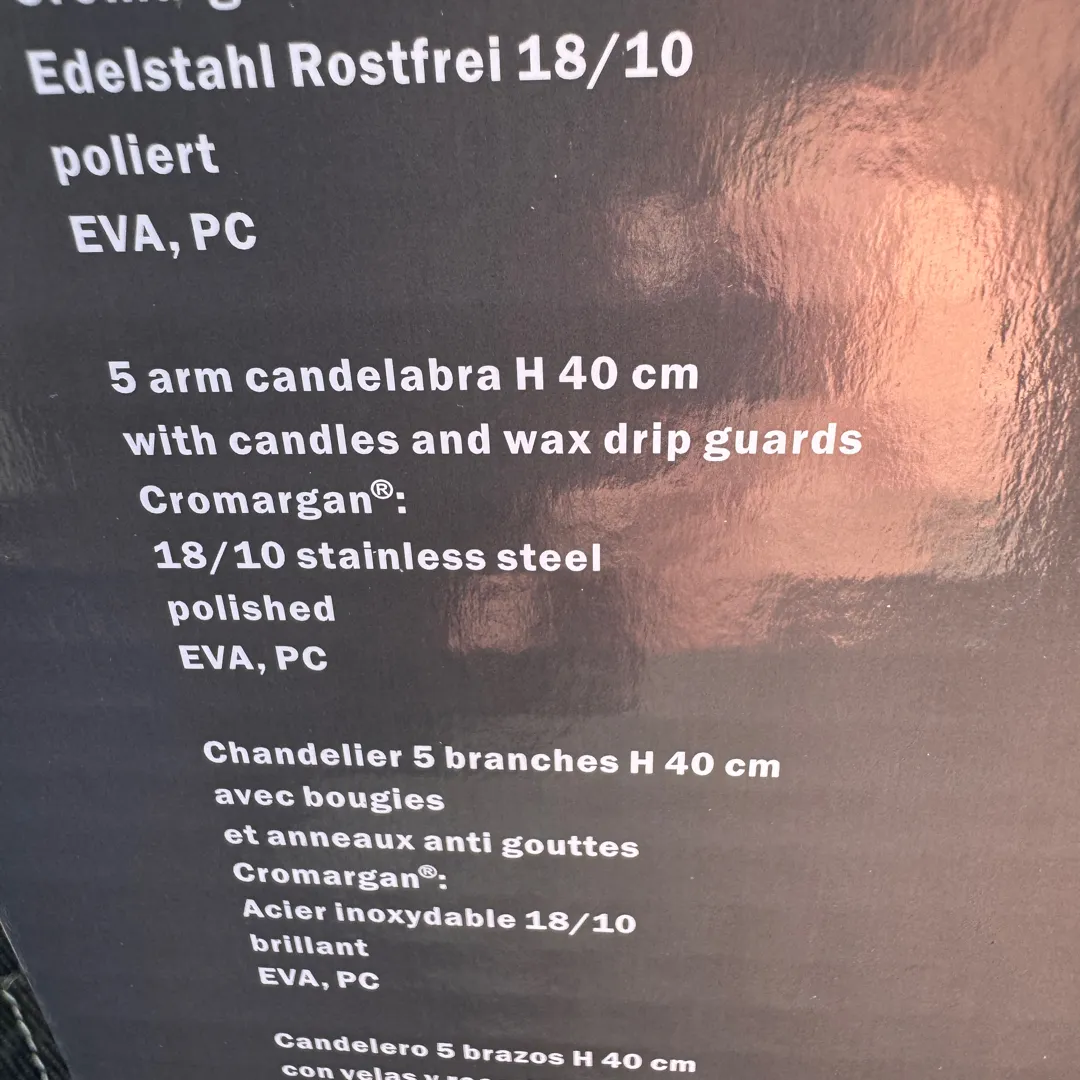 Edelstahl Rostfrei 18/10
poliert
EVA, PC
5 arm candelabra H 40 cm
with candles and wax drip guards
Cromargan®:
18/10 stainless steel
polished
EVA, PC
Chandelier 5 branches H 40 cm
avec bougies
et anneaux anti gouttes
Cromargan®:
Acier inoxydable 18/10
brillant
EVA, PC
Candelero 5 brazos H 40 cm
con velas y